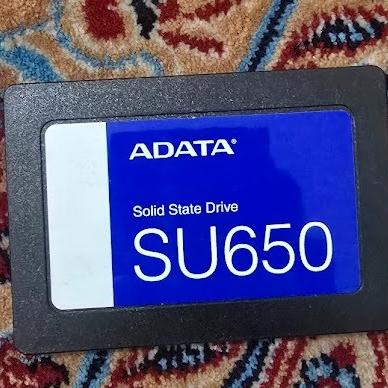 ADATA®
Solid State Drive
SU650